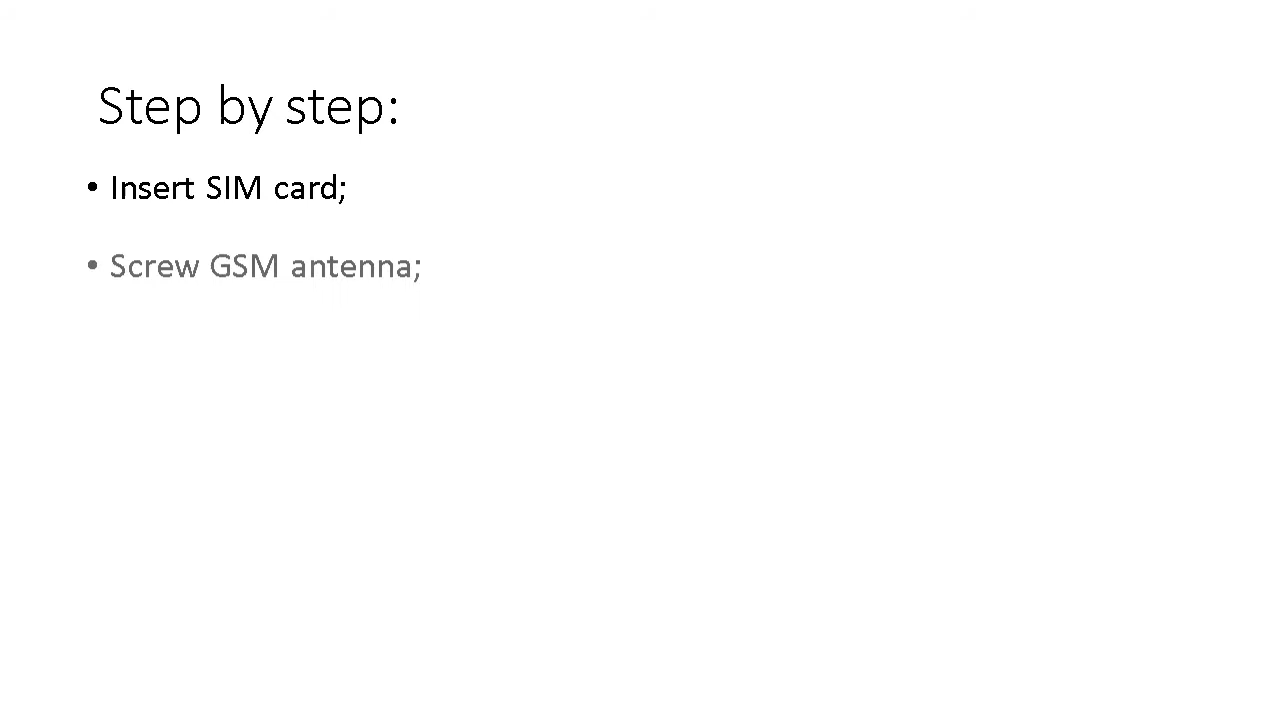 Step by step:
• Insert SIM card;
• Screw GSM antenna;